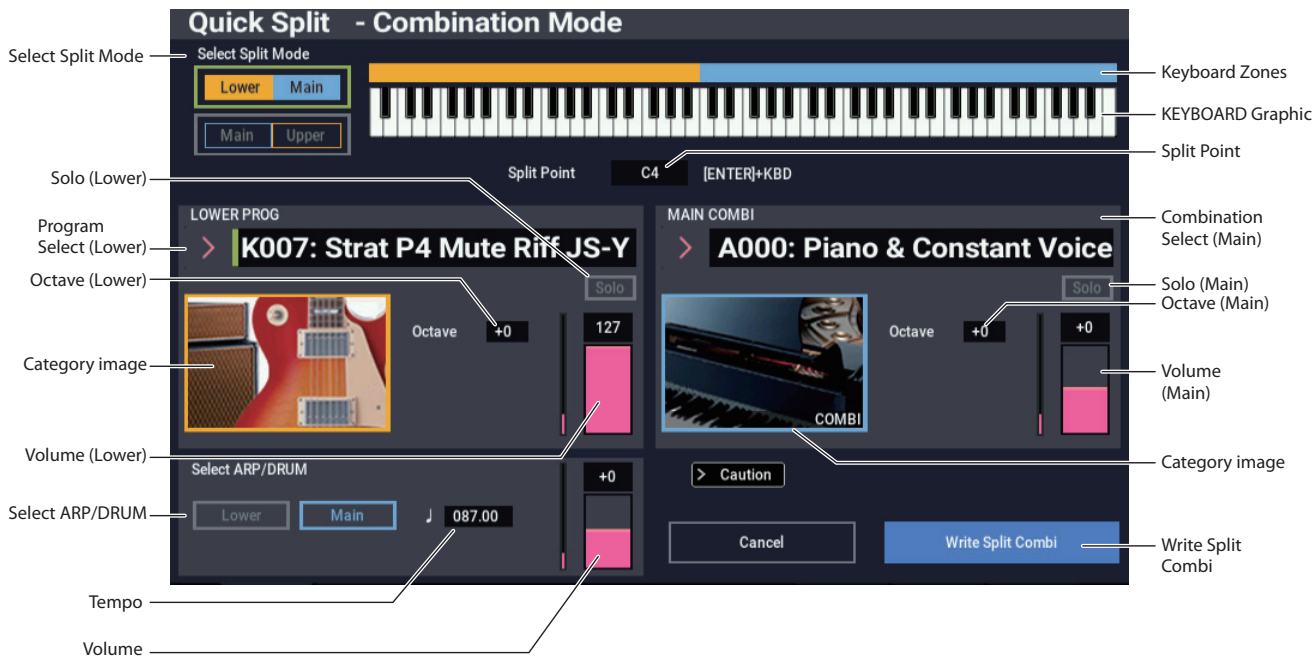 Quick Split - Combination Mode
Select Split Mode
Select Split Mode
Lower Main
Main Upper
Keyboard Zones
KEYBOARD Graphic
Split Point
Split Point C4 [ENTER]+KBD
Solo (Lower)
Program
Select (Lower)
Octave (Lower)
Category image
Volume (Lower)
Select ARP/DRUM
Tempo
Volume
LOWER PROG
K007: Strat P4 Mute Riff JS-Y
Solo
Octave +0
127
MAIN COMBI
A000: Piano & Constant Voice
Solo
Octave +0
+0
COMBI
Combination
Select (Main)
Solo (Main)
Octave (Main)
Volume
(Main)
Category image
Write Split
Combi
Select ARP/DRUM
Lower Main ♩ 087.00
+0
> Caution
Cancel
Write Split Combi